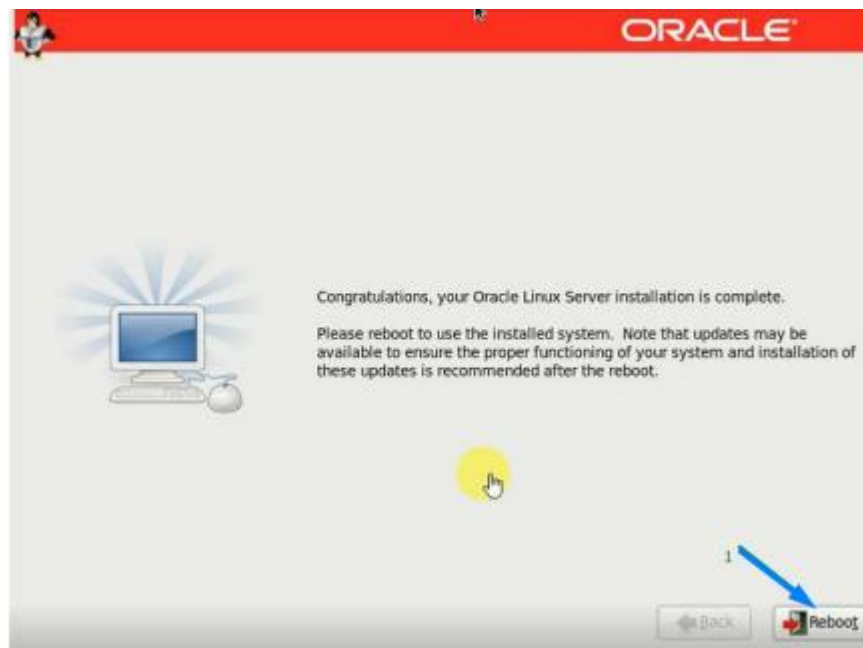 ORACLE
Congratulations, your Oracle Linux Server installation is complete.
Please reboot to use the installed system. Note that updates may be
available to ensure the proper functioning of your system and installation of
these updates is recommended after the reboot.
1
Back
Reboot